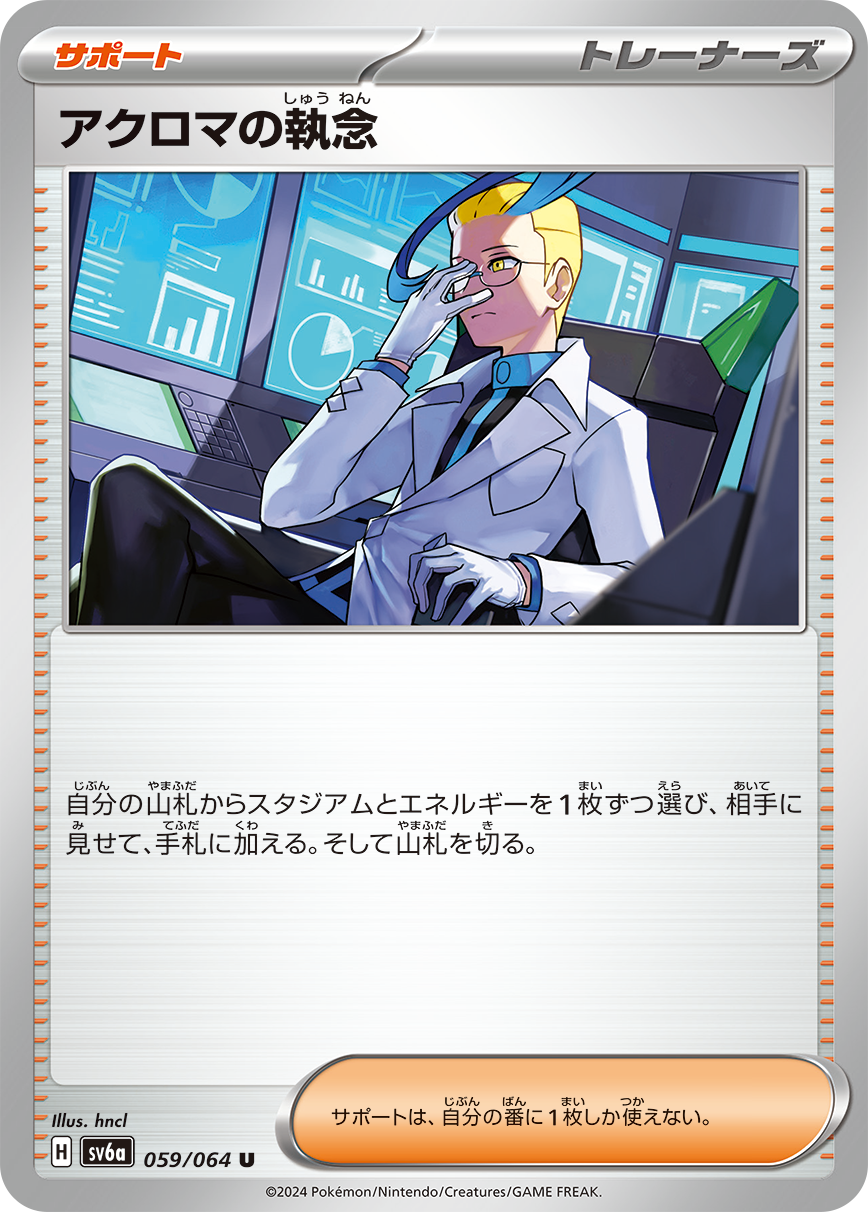 サポート
トレーナーズ
しゅう ねん
アクロマの執念
じぶん やまふだ まい えら あいて
自分の山札からスタジアムとエネルギーを1枚ずつ選び、相手に
み てふだ くわ やまふだ き
見せて、手札に加える。そして山札を切る。
じぶん ばん まい つか
サポートは、自分の番に1枚しか使えない。
Illus. hncl
H sv6a 059/064 U
©2024 Pokémon/Nintendo/Creatures/GAME FREAK.